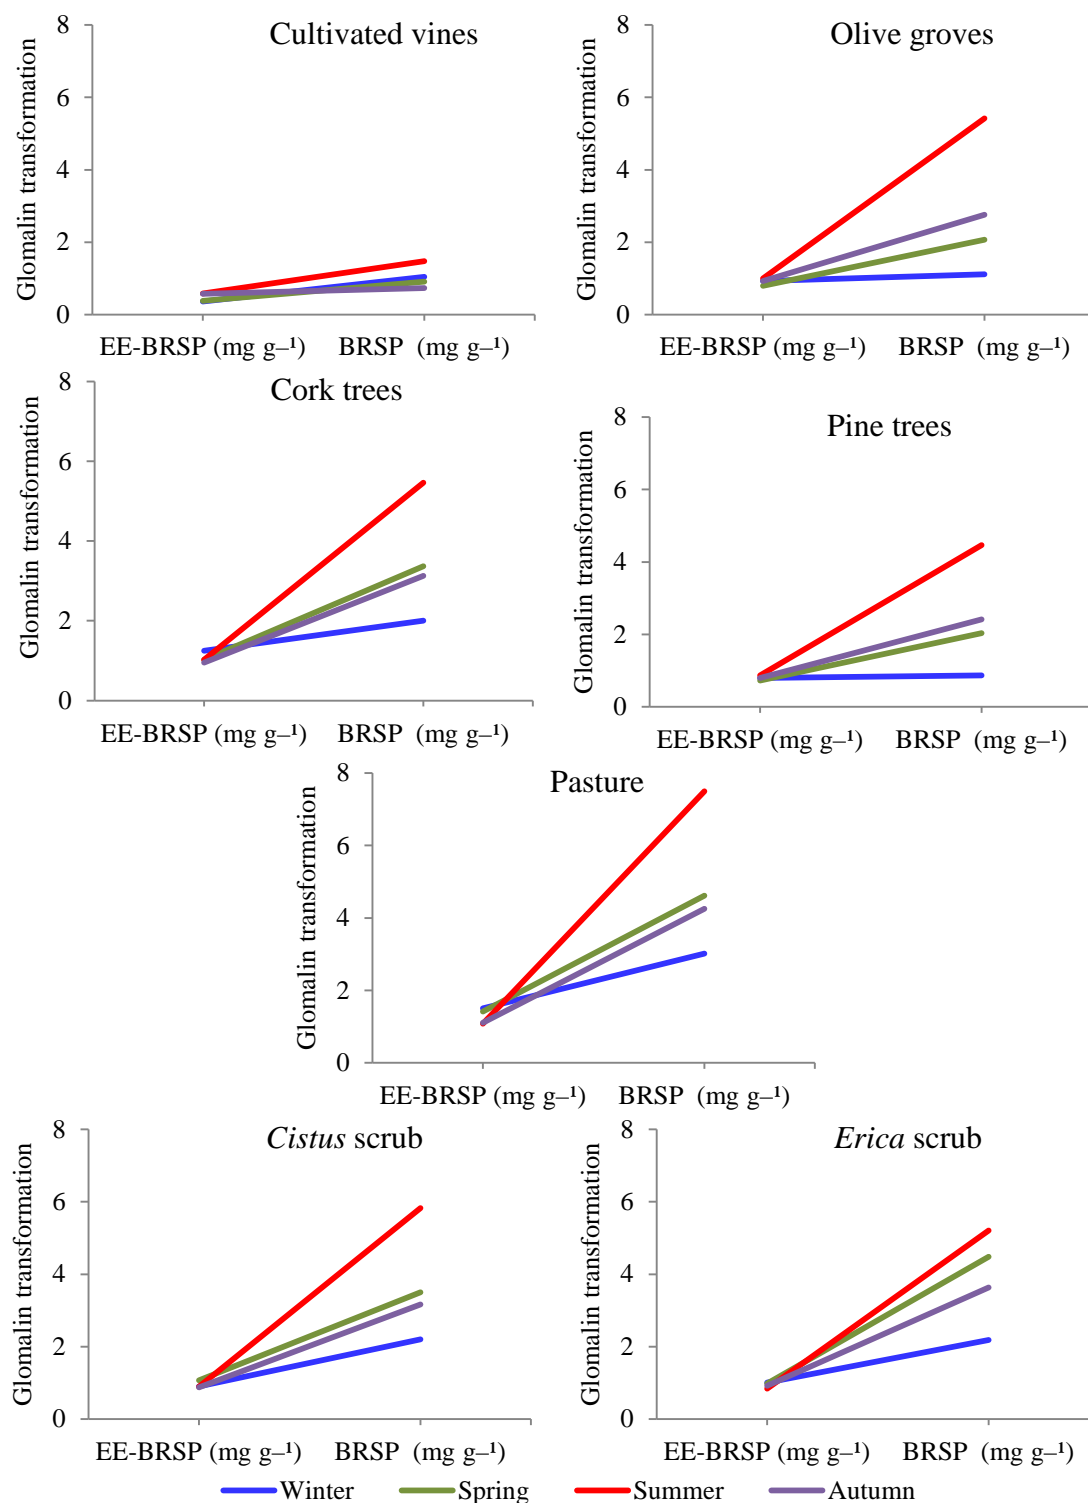 Cultivated vines
Glomalin transformation
8
6
4
2
0
EE-BRSP (mg g–¹) BRSP (mg g–¹)
Olive groves
Glomalin transformation
8
6
4
2
0
EE-BRSP (mg g–¹) BRSP (mg g–¹)
Cork trees
Glomalin transformation
8
6
4
2
0
EE-BRSP (mg g–¹) BRSP (mg g–¹)
Pine trees
Glomalin transformation
8
6
4
2
0
EE-BRSP (mg g–¹) BRSP (mg g–¹)
Pasture
Glomalin transformation
8
6
4
2
0
EE-BRSP (mg g–¹) BRSP (mg g–¹)
Cistus scrub
Glomalin transformation
8
6
4
2
0
EE-BRSP (mg g–¹) BRSP (mg g–¹)
Erica scrub
Glomalin transformation
8
6
4
2
0
EE-BRSP (mg g–¹) BRSP (mg g–¹)
Winter Spring Summer Autumn